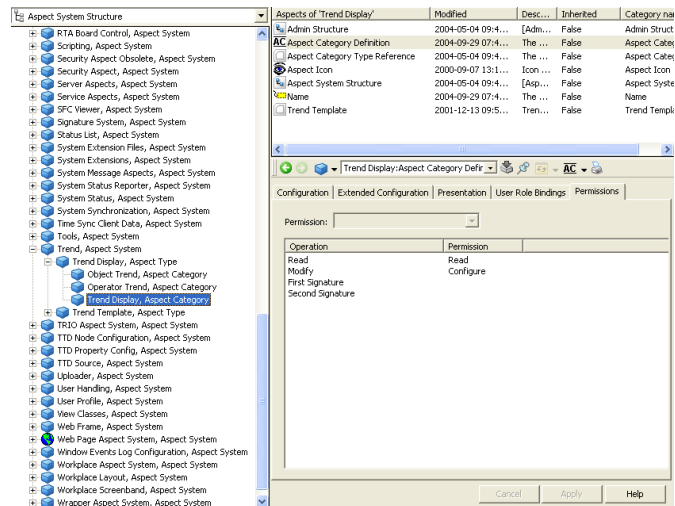 Aspect System Structure
RTA Board Control, Aspect System
Scripting, Aspect System
Security Aspect Obsolete, Aspect System
Security Aspect, Aspect System
Server Aspects, Aspect System
Service Aspects, Aspect System
SFC Viewer, Aspect System
Signature System, Aspect System
Status List, Aspect System
System Extension Files, Aspect System
System Extensions, Aspect System
System Message Aspects, Aspect System
System Status Reporter, Aspect System
System Status, Aspect System
System Synchronization, Aspect System
Time Sync Client Data, Aspect System
Tools, Aspect System
Trend, Aspect System
Trend Display, Aspect Type
Object Trend, Aspect Category
Operator Trend, Aspect Category
Trend Display, Aspect Category
Trend Template, Aspect Type
TRIO Aspect System, Aspect System
TTD Node Configuration, Aspect System
TTD Property Config, Aspect System
TTD Source, Aspect System
Uploader, Aspect System
User Handling, Aspect System
User Profile, Aspect System
View Classes, Aspect System
Web Frame, Aspect System
Web Page Aspect System, Aspect System
Window Events Log Configuration, Aspect System
Workplace Aspect System, Aspect System
Workplace Layout, Aspect System
Workplace Screenband, Aspect System
Wrapper Aspect System, Aspect System
Aspects of 'Trend Display' Modified Desc... Inherited Category na
Admin Structure 2004-05-04 09:4... [Adm... False Admin Struct
AC Aspect Category Definition 2004-09-29 07:4... The ... False Aspect Categ
Aspect Category Type Reference 2004-05-04 09:4... The ... False Aspect Categ
Aspect Icon 2000-09-07 13:1... Icon ... False Aspect Icon
Aspect System Structure 2004-05-04 09:4... [Asp... False Aspect Syste
Name 2004-09-29 07:4... The ... False Name
Trend Template 2001-12-13 09:5... Tren... False Trend Templa
Trend Display:Aspect Category Defir AC
Configuration Extended Configuration Presentation User Role Bindings Permissions
Permission:
Operation Permission
Read Read
Modify Configure
First Signature
Second Signature
Cancel Apply Help